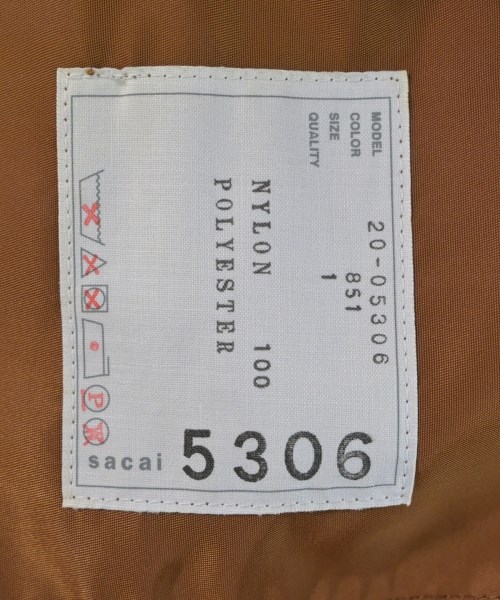 MODEL 20-05306
COLOR 851
SIZE 1
QUALITY
NYLON 100
POLYESTER
P
W
sacai 5306